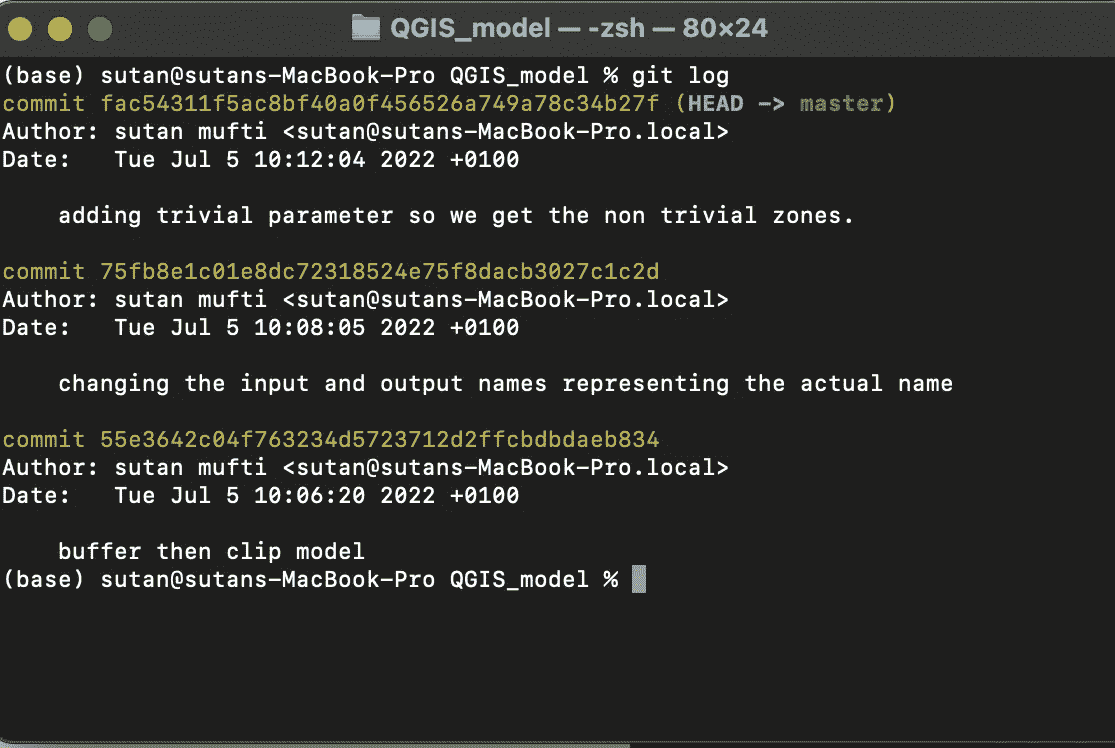 QGIS_model — -zsh — 80×24
(base) sutan@sutans-MacBook-Pro QGIS_model % git log
commit fac54311f5ac8bf40a0f456526a749a78c34b27f (HEAD -> master)
Author: sutan mufti <sutan@sutans-MacBook-Pro.local>
Date:   Tue Jul 5 10:12:04 2022 +0100
adding trivial parameter so we get the non trivial zones.
commit 75fb8e1c01e8dc72318524e75f8dacb3027c1c2d
Author: sutan mufti <sutan@sutans-MacBook-Pro.local>
Date:   Tue Jul 5 10:08:05 2022 +0100
changing the input and output names representing the actual name
commit 55e3642c04f763234d5723712d2ffcbdbdaeb834
Author: sutan mufti <sutan@sutans-MacBook-Pro.local>
Date:   Tue Jul 5 10:06:20 2022 +0100
buffer then clip model
(base) sutan@sutans-MacBook-Pro QGIS_model %